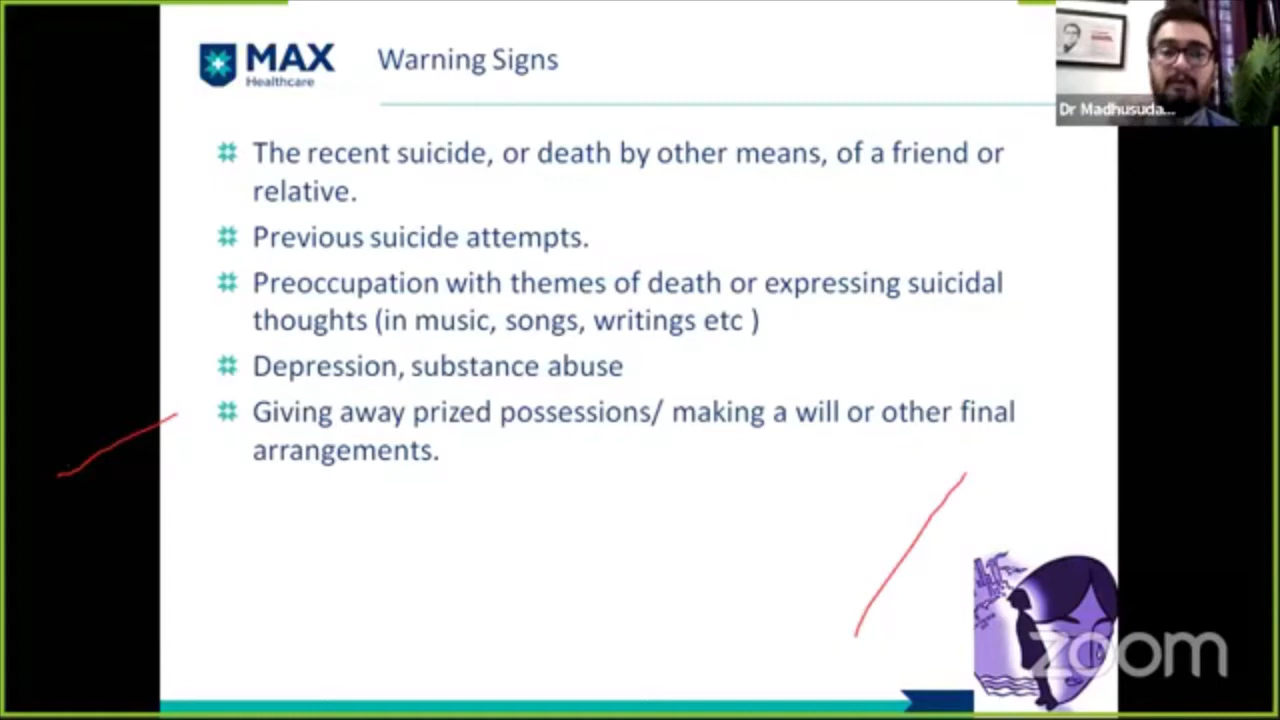 MAX
Healthcare
Warning Signs
Dr Madhusuda...
The recent suicide, or death by other means, of a friend or
relative.
Previous suicide attempts.
Preoccupation with themes of death or expressing suicidal
thoughts (in music, songs, writings etc )
Depression, substance abuse
Giving away prized possessions/ making a will or other final
arrangements.
zoom